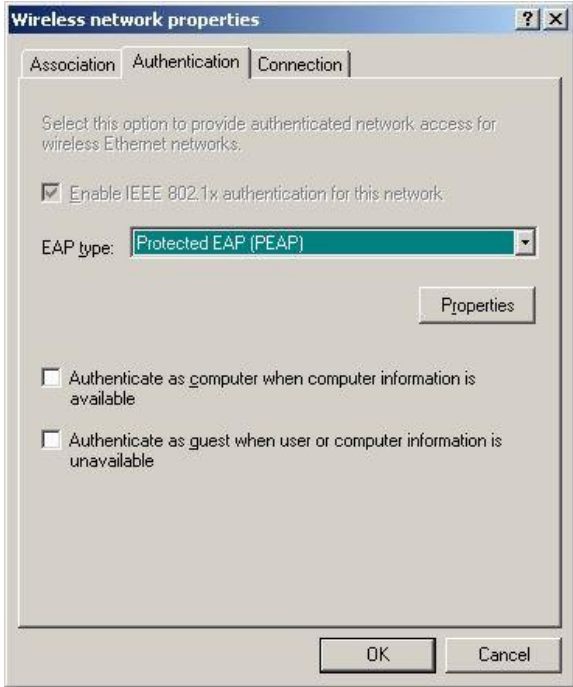 Wireless network properties
Association Authentication Connection
Select this option to provide authenticated network access for
wireless Ethernet networks.
Enable IEEE 802.1x authentication for this network
EAP type: Protected EAP (PEAP)
Properties
Authenticate as computer when computer information is
available
Authenticate as guest when user or computer information is
unavailable
OK Cancel